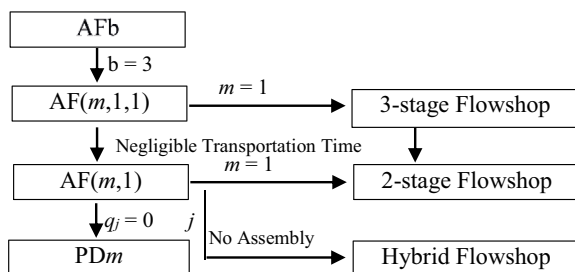 AFb
b = 3
AF(m,1,1)
m = 1
3-stage Flowshop
Negligible Transportation Time
AF(m,1)
m = 1
2-stage Flowshop
qj = 0
j
No Assembly
PDm
Hybrid Flowshop